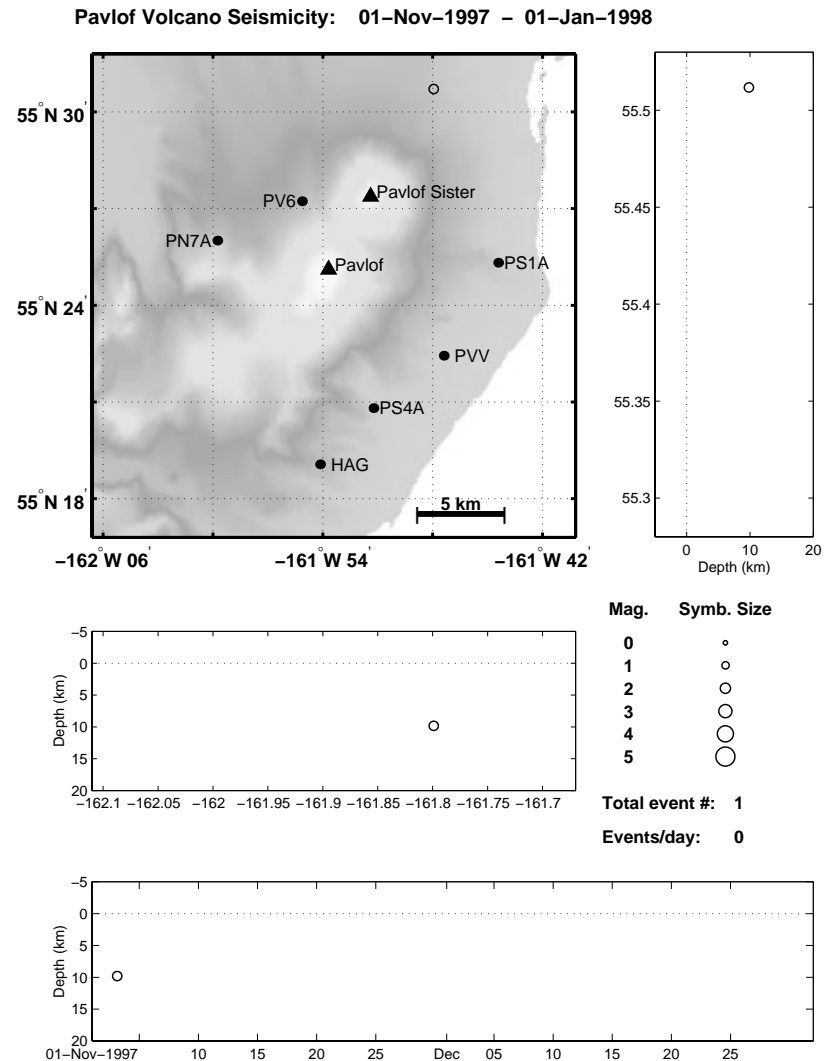 Pavlof Volcano Seismicity: 01−Nov−1997 − 01−Jan−1998
55°N 30'
55°N 24'
55°N 18'
PV6
Pavlof Sister
PN7A
Pavlof
PS1A
PVV
PS4A
HAG
5 km
−162°W 06'
−161°W 54'
−161°W 42'
55.5
55.45
55.4
55.35
55.3
0
10
20
Depth (km)
−5
0
5
10
15
20
Depth (km)
−162.1 −162.05 −162 −161.95 −161.9 −161.85 −161.8 −161.75 −161.7
Mag. Symb. Size
0
1
2
3
4
5
Total event #: 1
Events/day: 0
−5
0
5
10
15
20
Depth (km)
01−Nov−1997 10 15 20 25 Dec 05 10 15 20 25